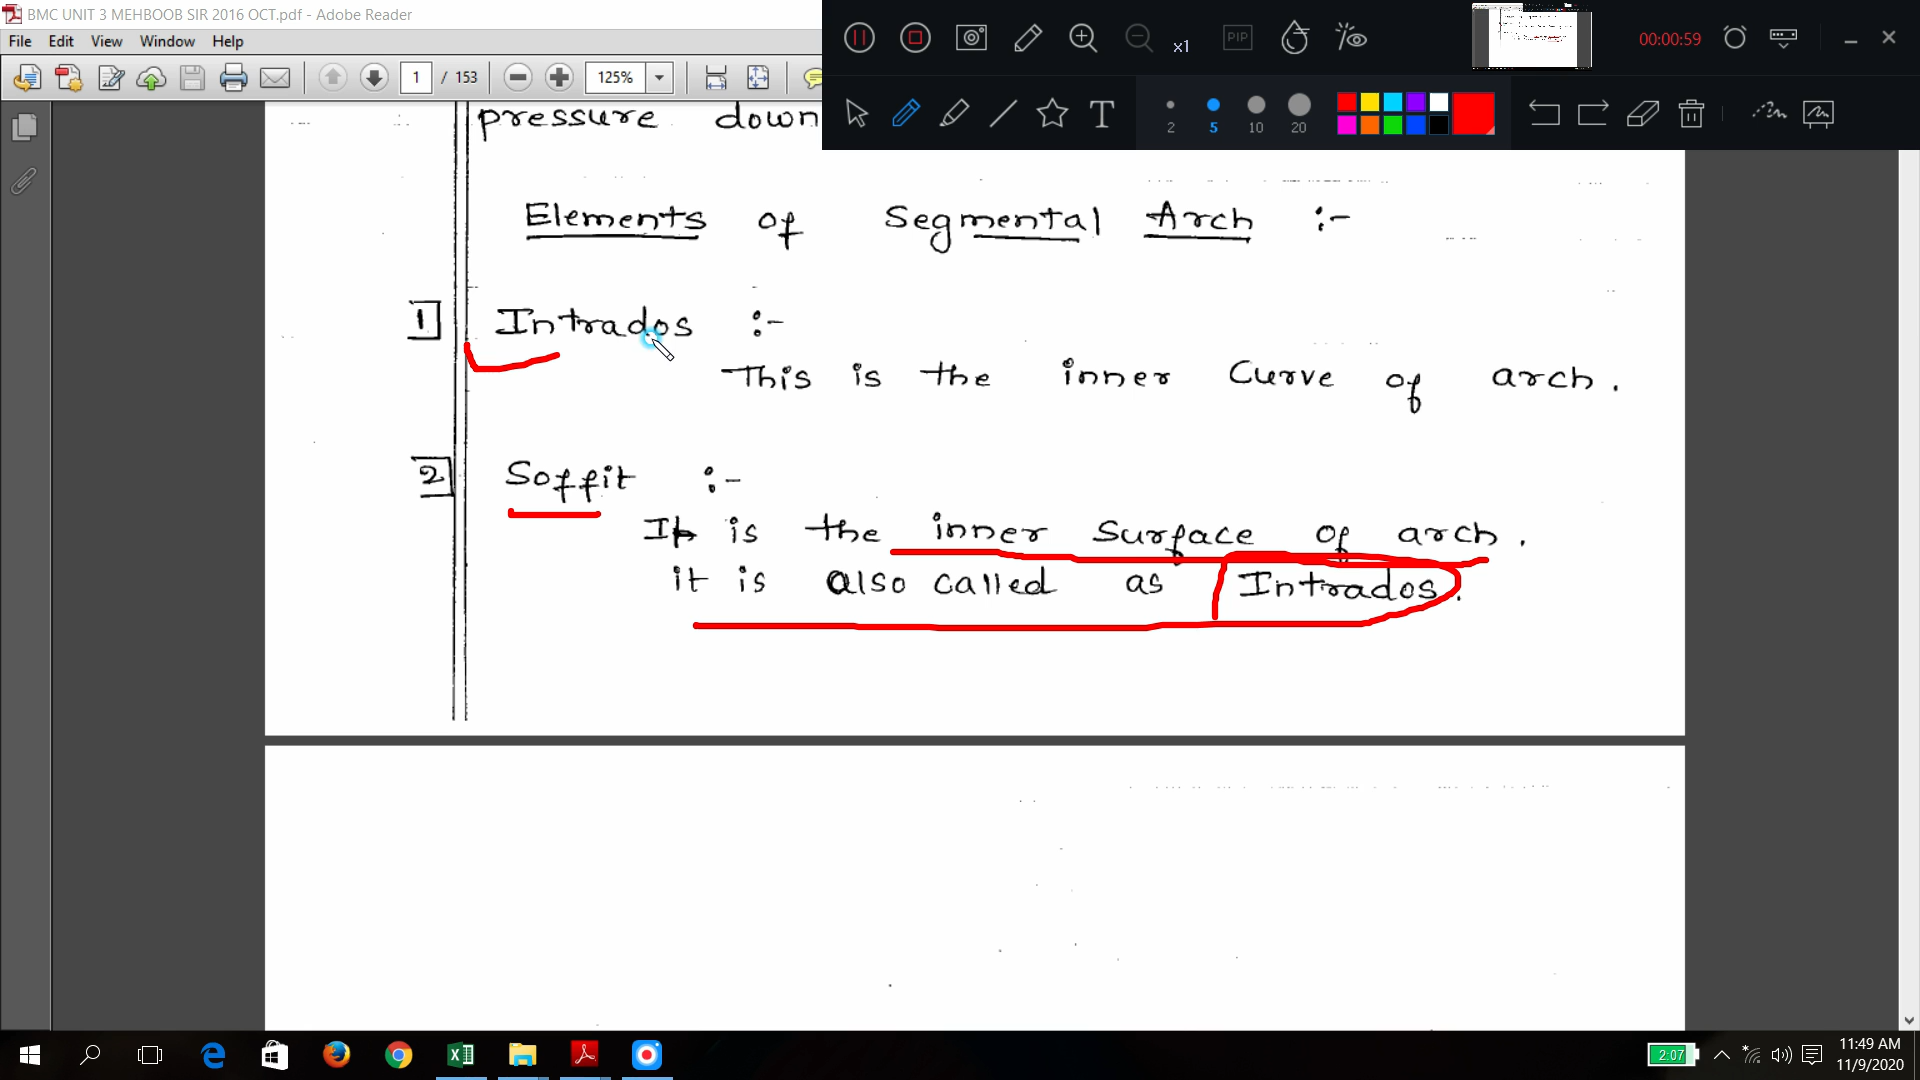 BMC UNIT 3 MEHBOOB SIR 2016 OCT.pdf - Adobe Reader
File Edit View Window Help
1 / 153 125%
x1 PIP 00:00:59
2 5 10 20
pressure down
Elements of Segmental Arch :-
1 Intrados :-
This is the inner Curve of arch.
2 Soffit :-
It is the inner Surface of arch.
it is also called as Intrados.
2:07
11:49 AM
11/9/2020